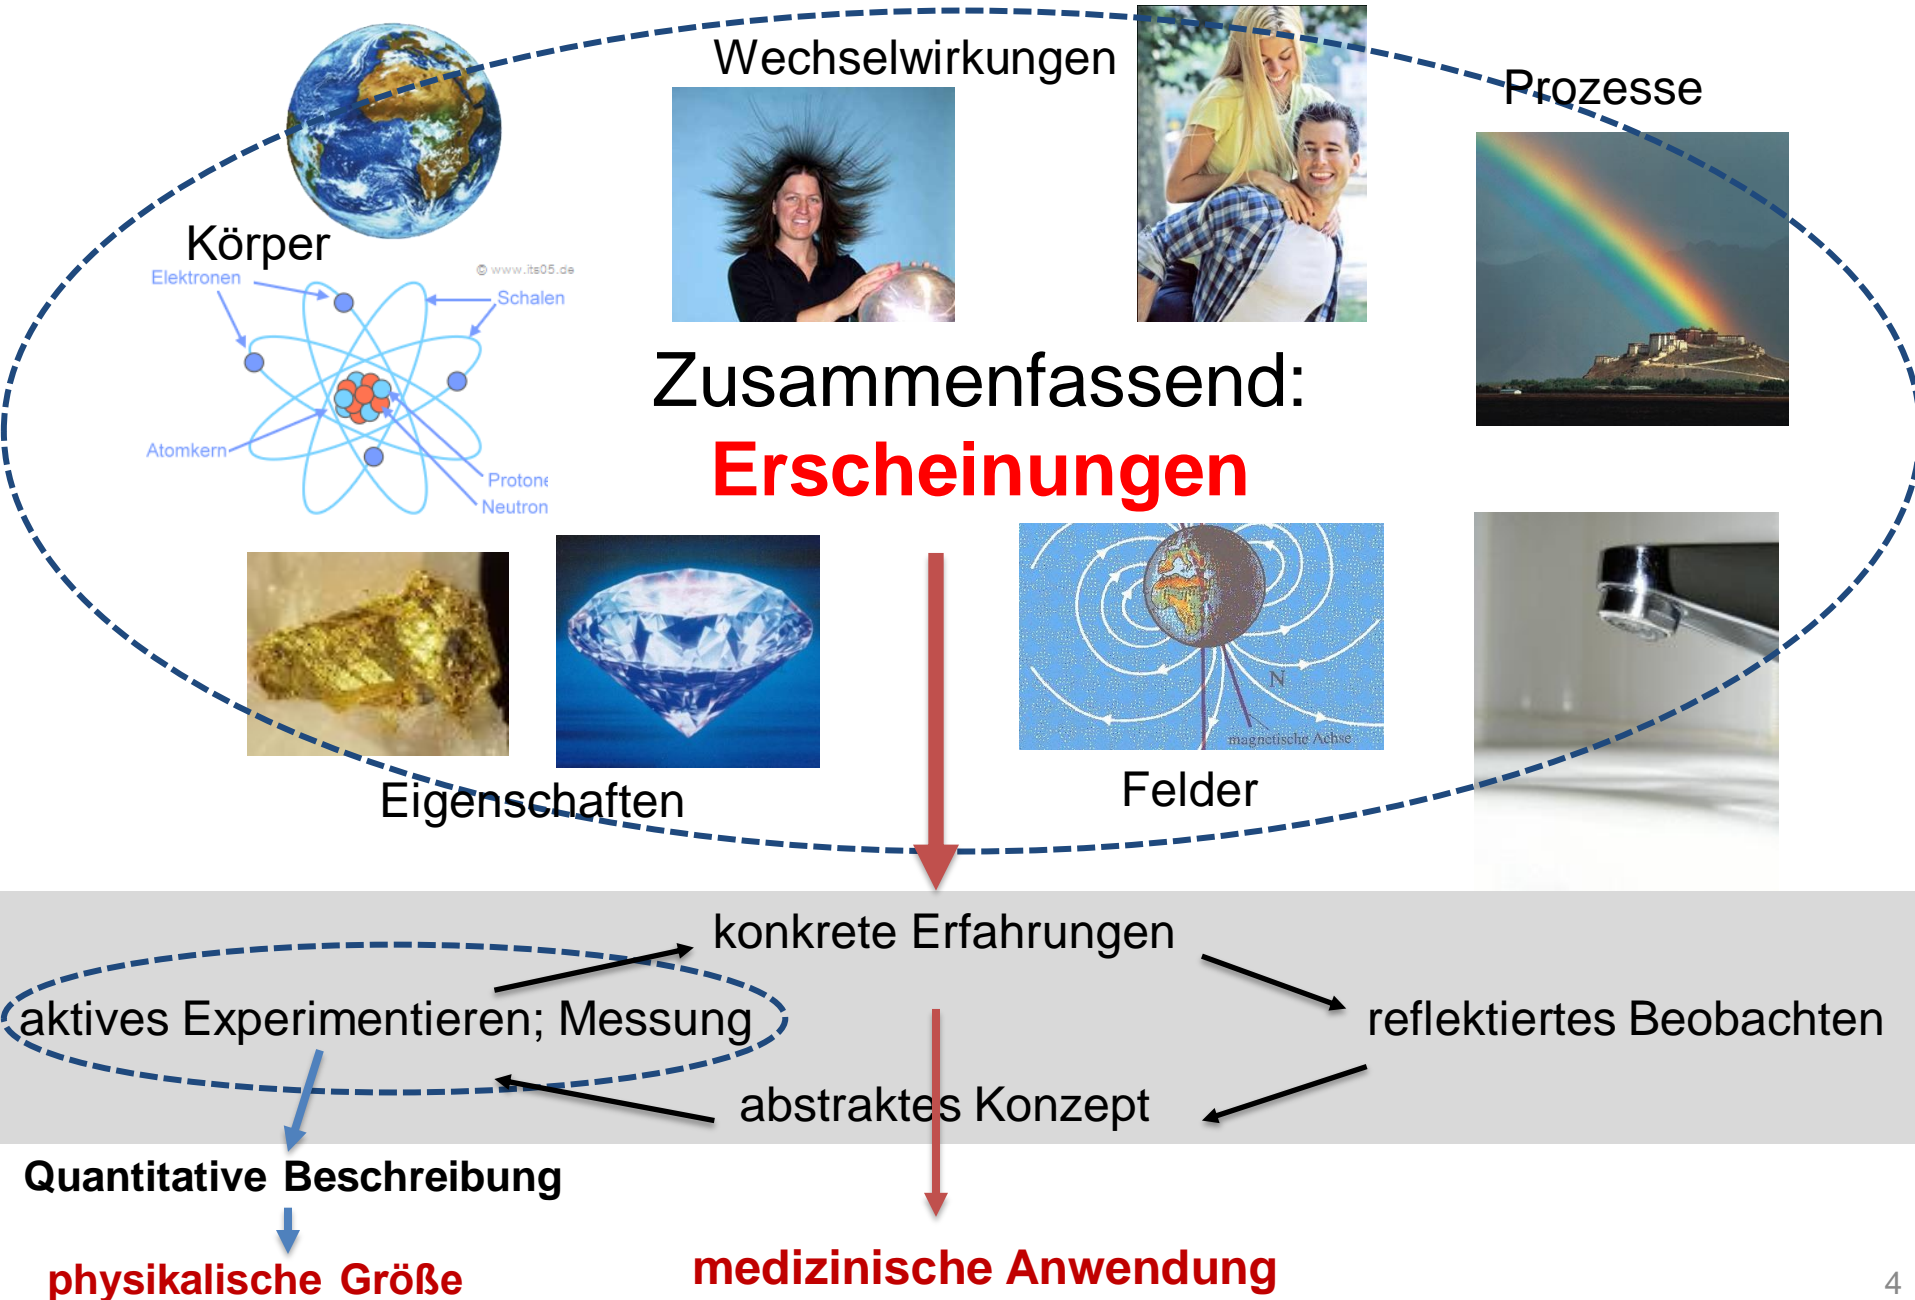 Wechselwirkungen
Prozesse
Körper
Elektronen
© www.its05.de
Schalen
Zusammenfassend:
Erscheinungen
Atomkern
Protone
Neutron
N
magnetische Achse
Eigenschaften
Felder
konkrete Erfahrungen
aktives Experimentieren; Messung
reflektiertes Beobachten
abstraktes Konzept
Quantitative Beschreibung
physikalische Größe
medizinische Anwendung
4